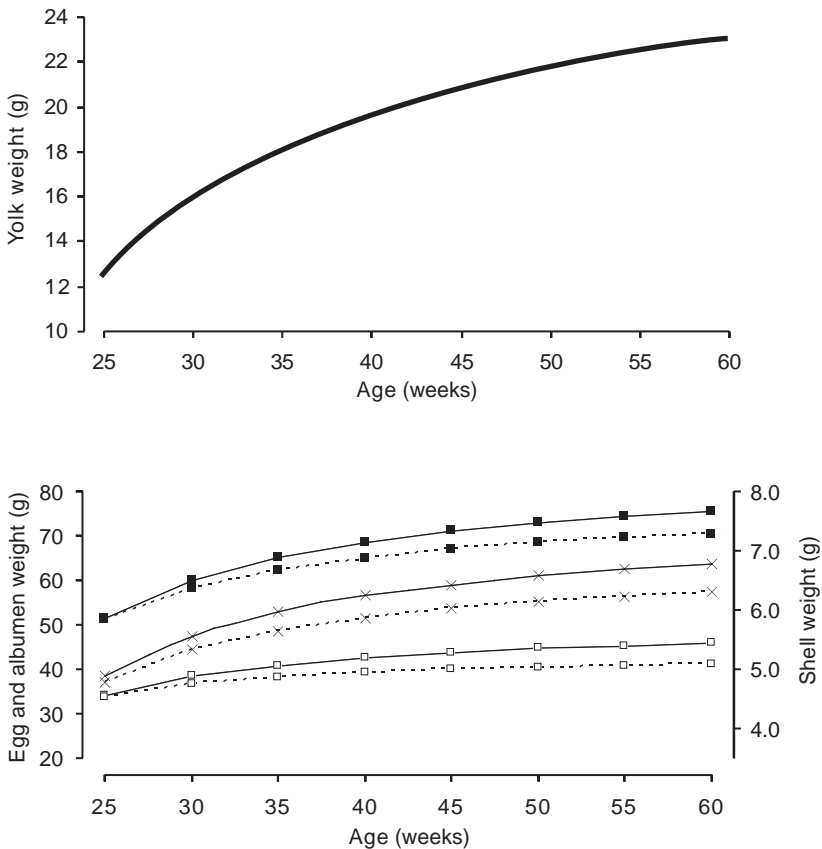 Yolk weight (g)
24
22
20
18
16
14
12
10
25 30 35 40 45 50 55 60
Age (weeks)
Egg and albumen weight (g)
80
70
60
50
40
30
20
8.0
7.0
6.0
5.0
4.0
Shell weight (g)
25 30 35 40 45 50 55 60
Age (weeks)